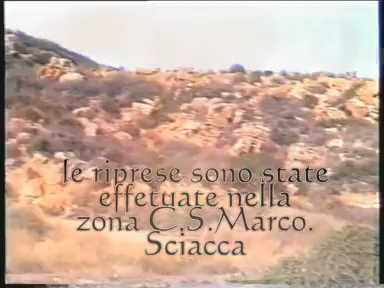 le riprese sono state
effetuate nella
zona C.S.Marco.
Sciacca